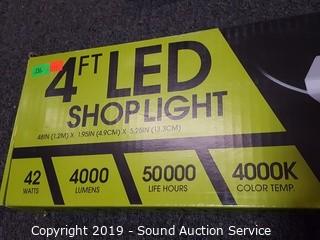 4FT LED
SHOPLIGHT
48IN (1.2M) X 1.95IN (4.9CM) X 5.25IN (13.3CM)
42 WATTS
4000 LUMENS
50000 LIFE HOURS
4000K COLOR TEMP.
Copyright 2019 - Sound Auction Service